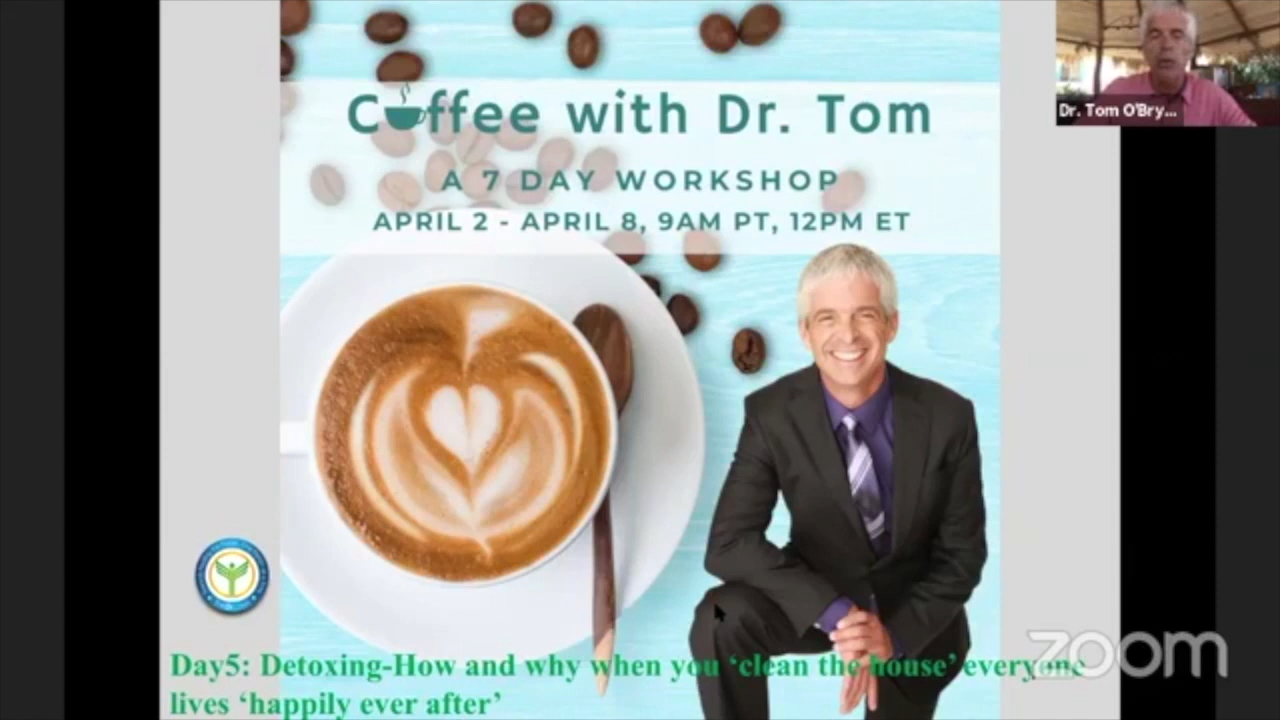 Coffee with Dr. Tom
A 7 DAY WORKSHOP
APRIL 2 - APRIL 8, 9AM PT, 12PM ET
Dr. Tom O'Bry...
Day5: Detoxing-How and why when you ‘clean the house’ everyone
lives ‘happily ever after’
zoom